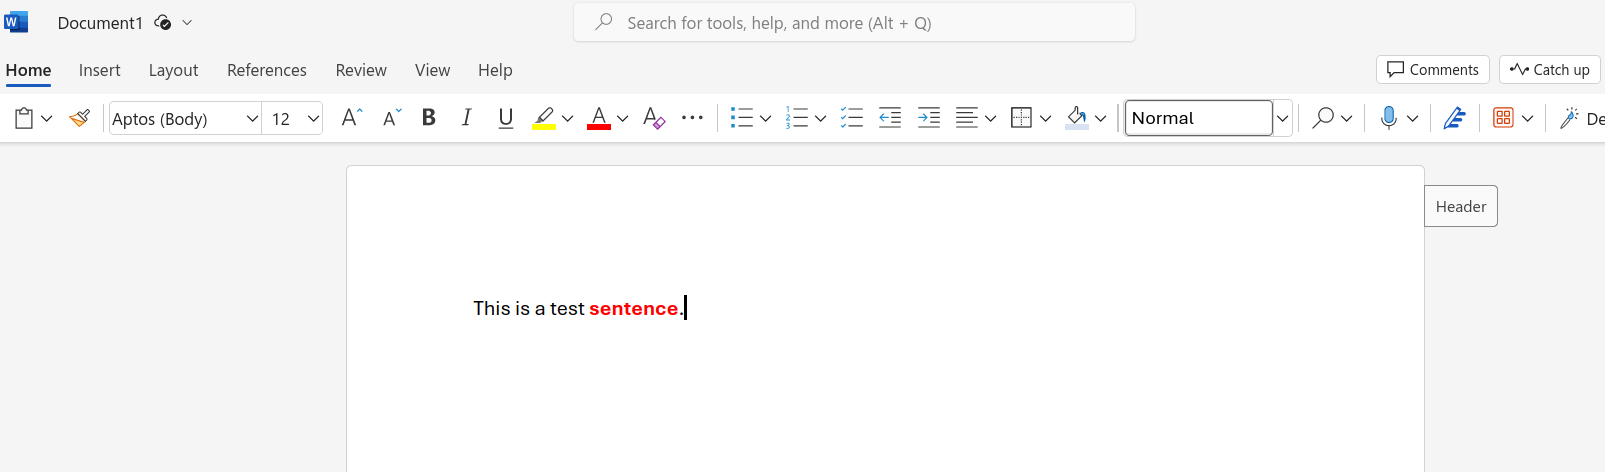 Document1
Search for tools, help, and more (Alt + Q)
Home Insert Layout References Review View Help
Comments Catch up
Aptos (Body) 12 Normal De
Header
This is a test sentence.